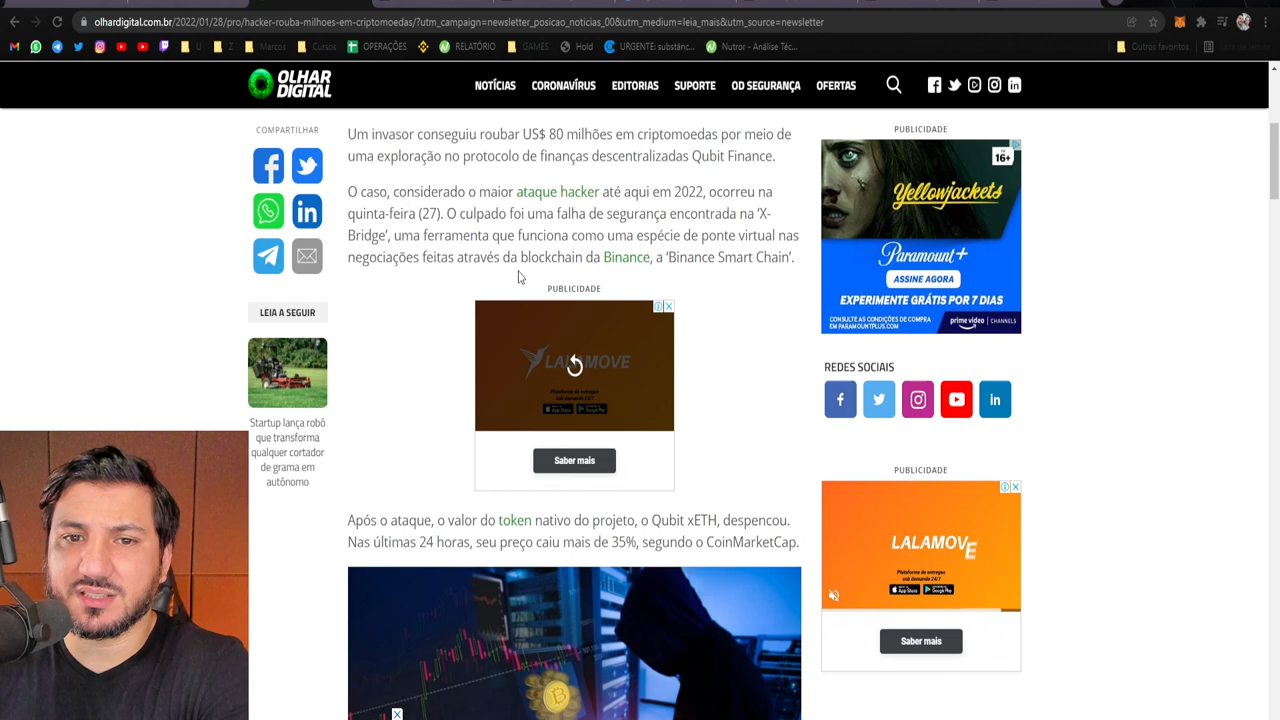 olhardigital.com.br/2022/01/28/pro/hacker-rouba-milhoes-em-criptomoedas/?utm_campaign=newsletter_posicao_noticias_00&utm_medium=leia_mais&utm_source=newsletter
U
Z
Marcos
Cursos
OPERAÇÕES
RELATÓRIO
GAMES
Hold
URGENTE: substânc...
Nutror - Análise Téc...
Outros favoritos
OLHAR
DIGITAL
NOTÍCIAS
CORONAVÍRUS
EDITORIAS
SUPORTE
OD SEGURANÇA
OFERTAS
COMPARTILHAR
LEIA A SEGUIR
Startup lança robô
que transforma
qualquer cortador
de grama em
autônomo
Um invasor conseguiu roubar US$ 80 milhões em criptomoedas por meio de
uma exploração no protocolo de finanças descentralizadas Qubit Finance.
O caso, considerado o maior ataque hacker até aqui em 2022, ocorreu na
quinta-feira (27). O culpado foi uma falha de segurança encontrada na ‘X-
Bridge’, uma ferramenta que funciona como uma espécie de ponte virtual nas
negociações feitas através da blockchain da Binance, a ‘Binance Smart Chain’.
PUBLICIDADE
LALAMOVE
Plataforma de entregas
sob demanda 24/7
App Store
Google Play
Saber mais
Após o ataque, o valor do token nativo do projeto, o Qubit xETH, despencou.
Nas últimas 24 horas, seu preço caiu mais de 35%, segundo o CoinMarketCap.
PUBLICIDADE
16+
Yellowjackets
Paramount+
ASSINE AGORA
EXPERIMENTE GRÁTIS POR 7 DIAS
CONSULTE AS CONDIÇÕES DE COMPRA
EM PARAMOUNTPLUS.COM
prime video | CHANNELS
REDES SOCIAIS
PUBLICIDADE
LALAMOVE
Plataforma de entregas
sob demanda 24/7
App Store
Google Play
Saber mais